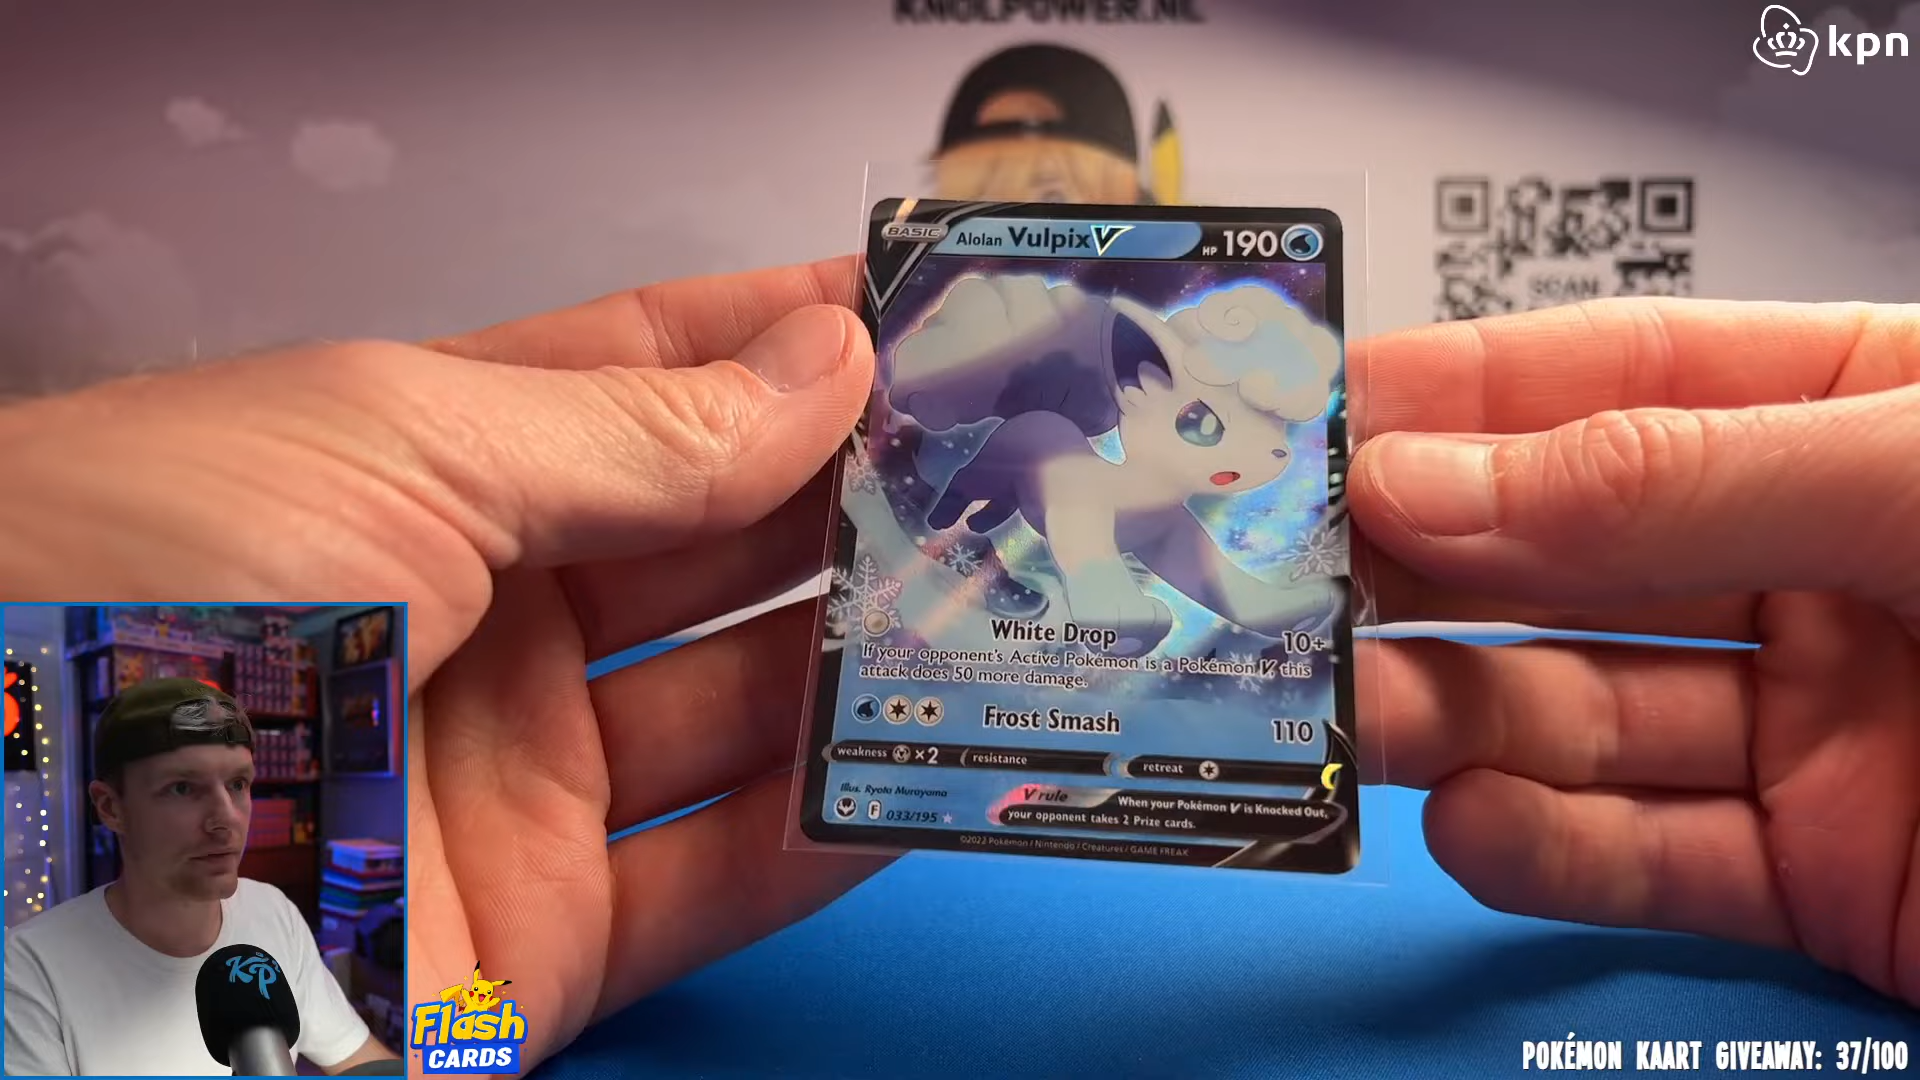 KNOLPOWER.NL
kpn
SCAN
BASIC
Alolan Vulpix V
HP 190
White Drop 10+
If your opponent's Active Pokémon is a Pokémon V, this
attack does 50 more damage.
Frost Smash 110
weakness ×2 resistance retreat
Illus. Ryota Murayama
F 033/195
V rule
When your Pokémon V is Knocked Out,
your opponent takes 2 Prize cards.
©2022 Pokémon / Nintendo / Creatures / GAME FREAK
KP
Flash
CARDS
POKÉMON KAART GIVEAWAY: 37/100